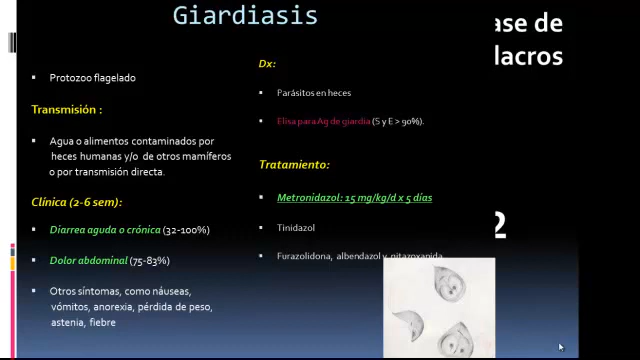 Giardiasis
Protozoo flagelado
Transmisión :
Agua o alimentos contaminados por
heces humanas y/o de otros mamíferos
o por transmisión directa.
Clínica (2-6 sem):
Diarrea aguda o crónica (32-100%)
Dolor abdominal (75-83%)
Otros síntomas, como náuseas,
vómitos, anorexia, pérdida de peso,
astenia, fiebre
Dx:
Parásitos en heces
Elisa para Ag de giardia (S y E > 90%).
Tratamiento:
Metronidazol: 15 mg/kg/d x 5 días
Tinidazol
Furazolidona, albendazol y nitazoxanida
ase de
lacros
2